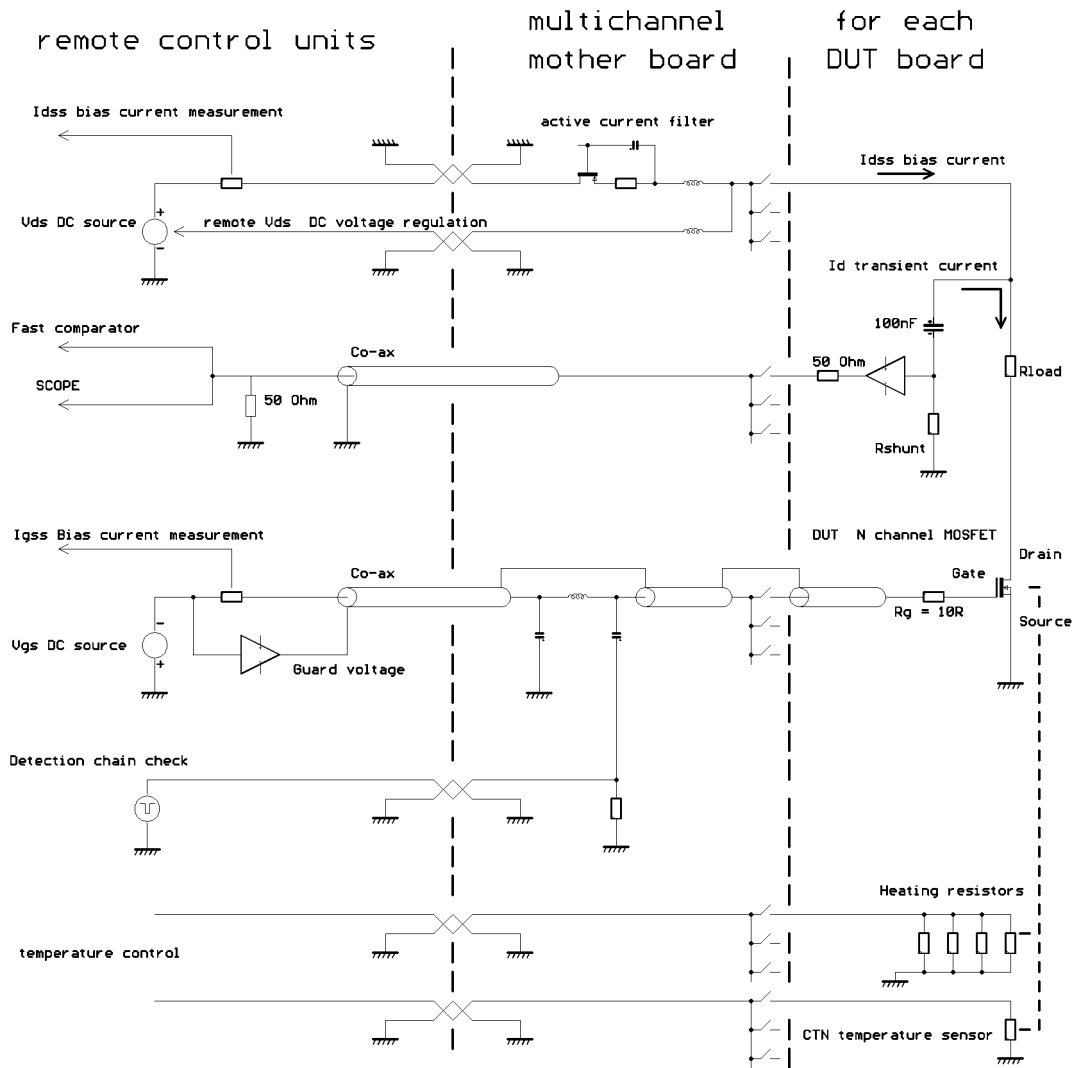 remote control units
multichannel
mother board
for each
DUT board
Idss bias current measurement
active current filter
Idss bias current
+
Vds DC source
-
remote Vds DC voltage regulation
Id transient current
Fast comparator
SCOPE
Co-ax
50 Ohm
100nF
+
-
50 Ohm
Rload
Rshunt
Igss Bias current measurement
DUT N channel MOSFET
Drain
Co-ax
Gate
Rg = 10R
Source
-
Vgs DC source
+
Guard voltage
Detection chain check
Heating resistors
temperature control
CTN temperature sensor